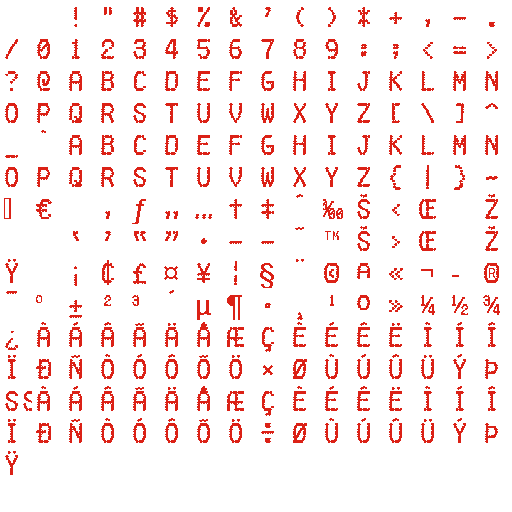 ! " # $ % & ' ( ) * + , - .
/ 0 1 2 3 4 5 6 7 8 9 : ; < = >
? @ A B C D E F G H I J K L M N
O P Q R S T U V W X Y Z [ \ ] ^
_ ` A B C D E F G H I J K L M N
O P Q R S T U V W X Y Z { | } ~
€ ‚ ƒ „ … † ‡ ˆ ‰ Š ‹ Œ Ž
‘ ’ “ ” • – — ˜ ™ Š › Œ Ž
Ÿ ¡ ¢ £ ¤ ¥ ¦ § ¨ © A « ¬ - ®
¯ ° ± ² ³ ´ µ ¶ · ¸ ¹ O » ¼ ½ ¾
¿ À Á Â Ã Ä Å Æ Ç È É Ê Ë Ì Í Î
Ï Ð Ñ Ò Ó Ô Õ Ö × Ø Ù Ú Û Ü Ý Þ
SS À Á Â Ã Ä Å Æ Ç È É Ê Ë Ì Í Î
Ï Ð Ñ Ò Ó Ô Õ Ö ÷ Ø Ù Ú Û Ü Ý Þ
Ÿ